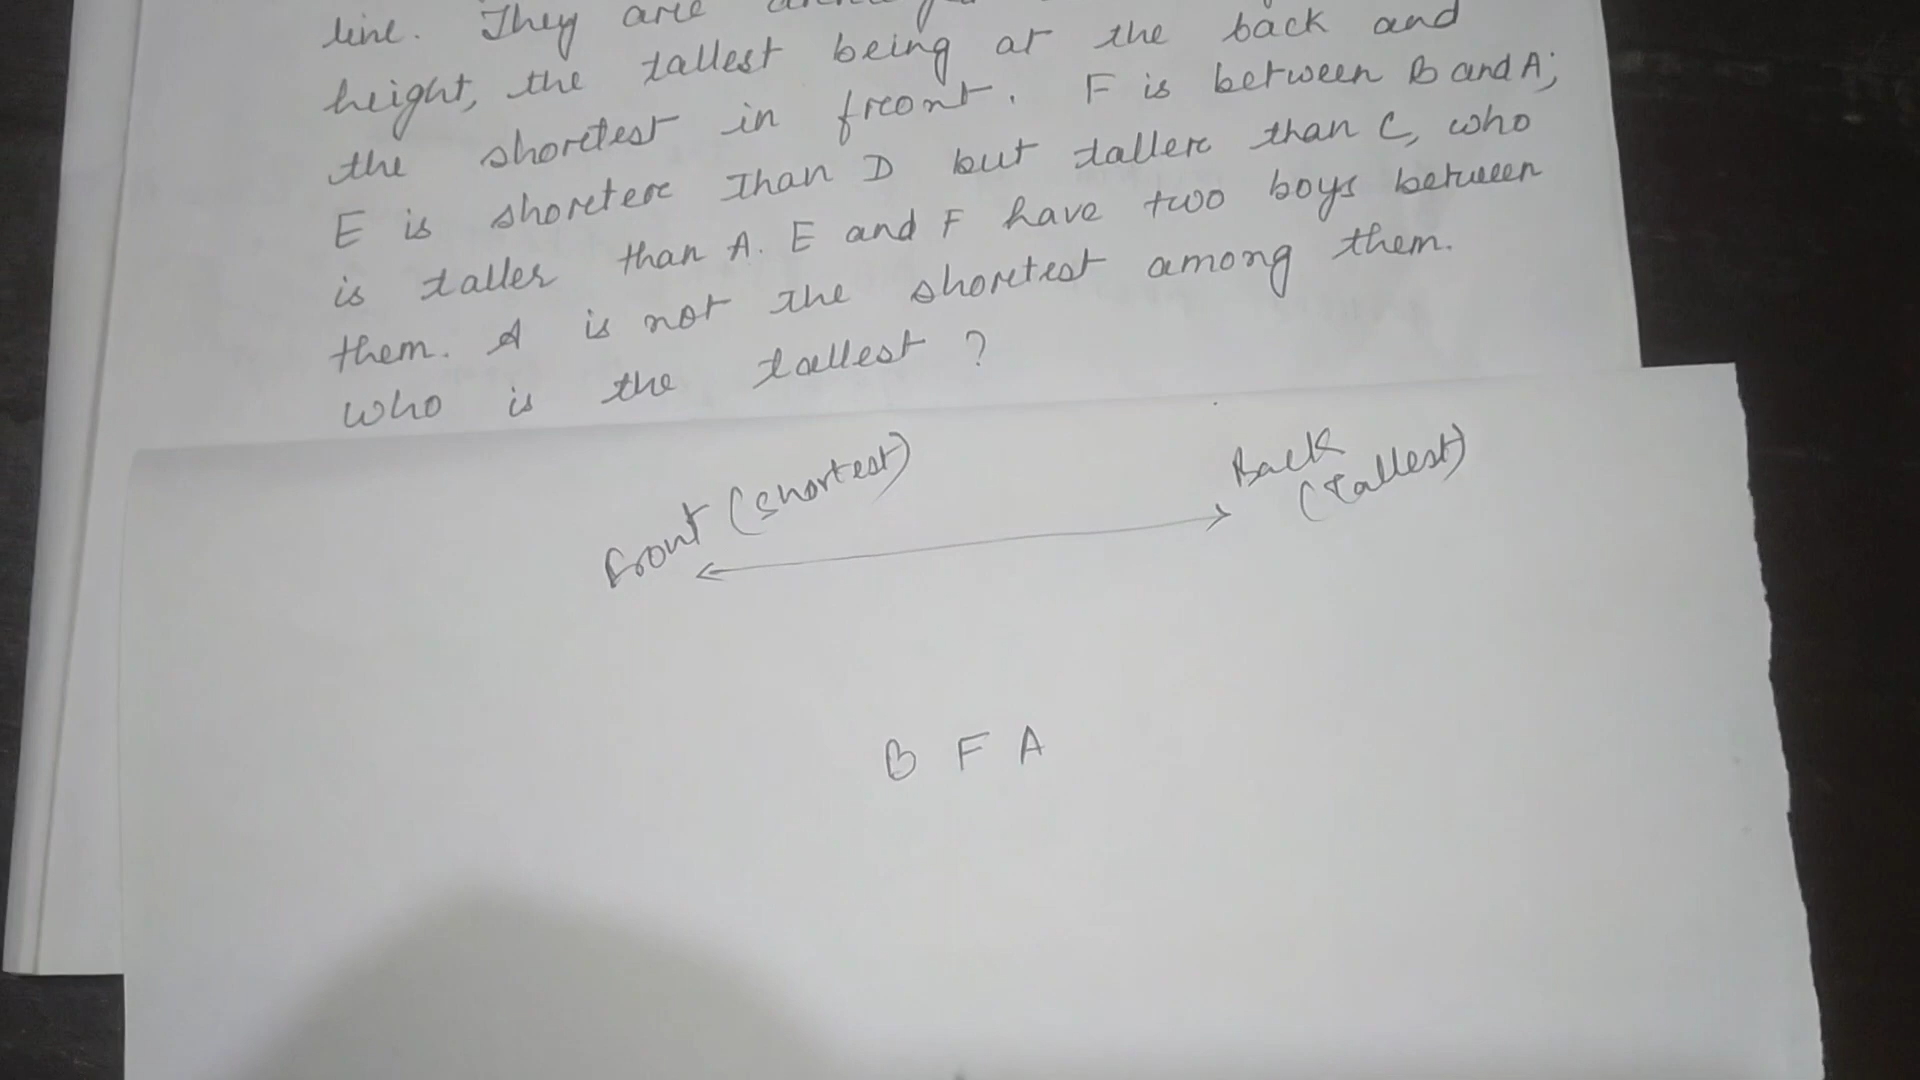 line. They are
height, the tallest being at the back and
the shortest in front. F is between B and A;
E is shorter than D but taller than C, who
is taller than A. E and F have two boys between
them. A is not the shortest among them.
who is the tallest ?
Front (shortest)
Back
(Tallest)
B F A